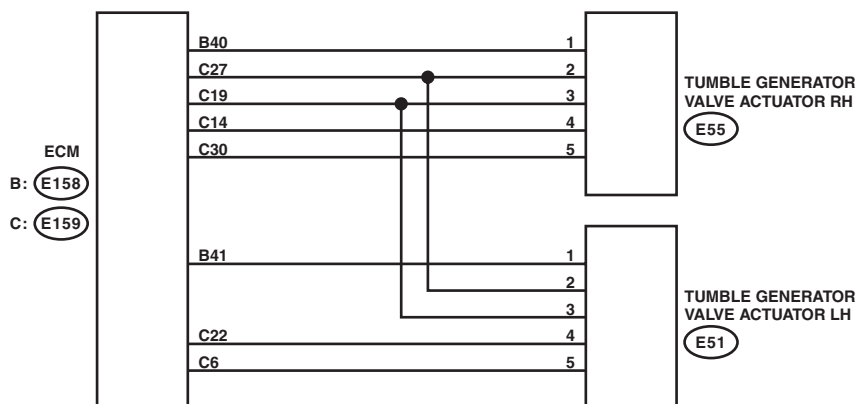 B40 1
C27 2
C19 3
C14 4
C30 5
TUMBLE GENERATOR
VALVE ACTUATOR RH
E55
ECM
B: E158
C: E159
B41 1
2
3
C22 4
C6 5
TUMBLE GENERATOR
VALVE ACTUATOR LH
E51